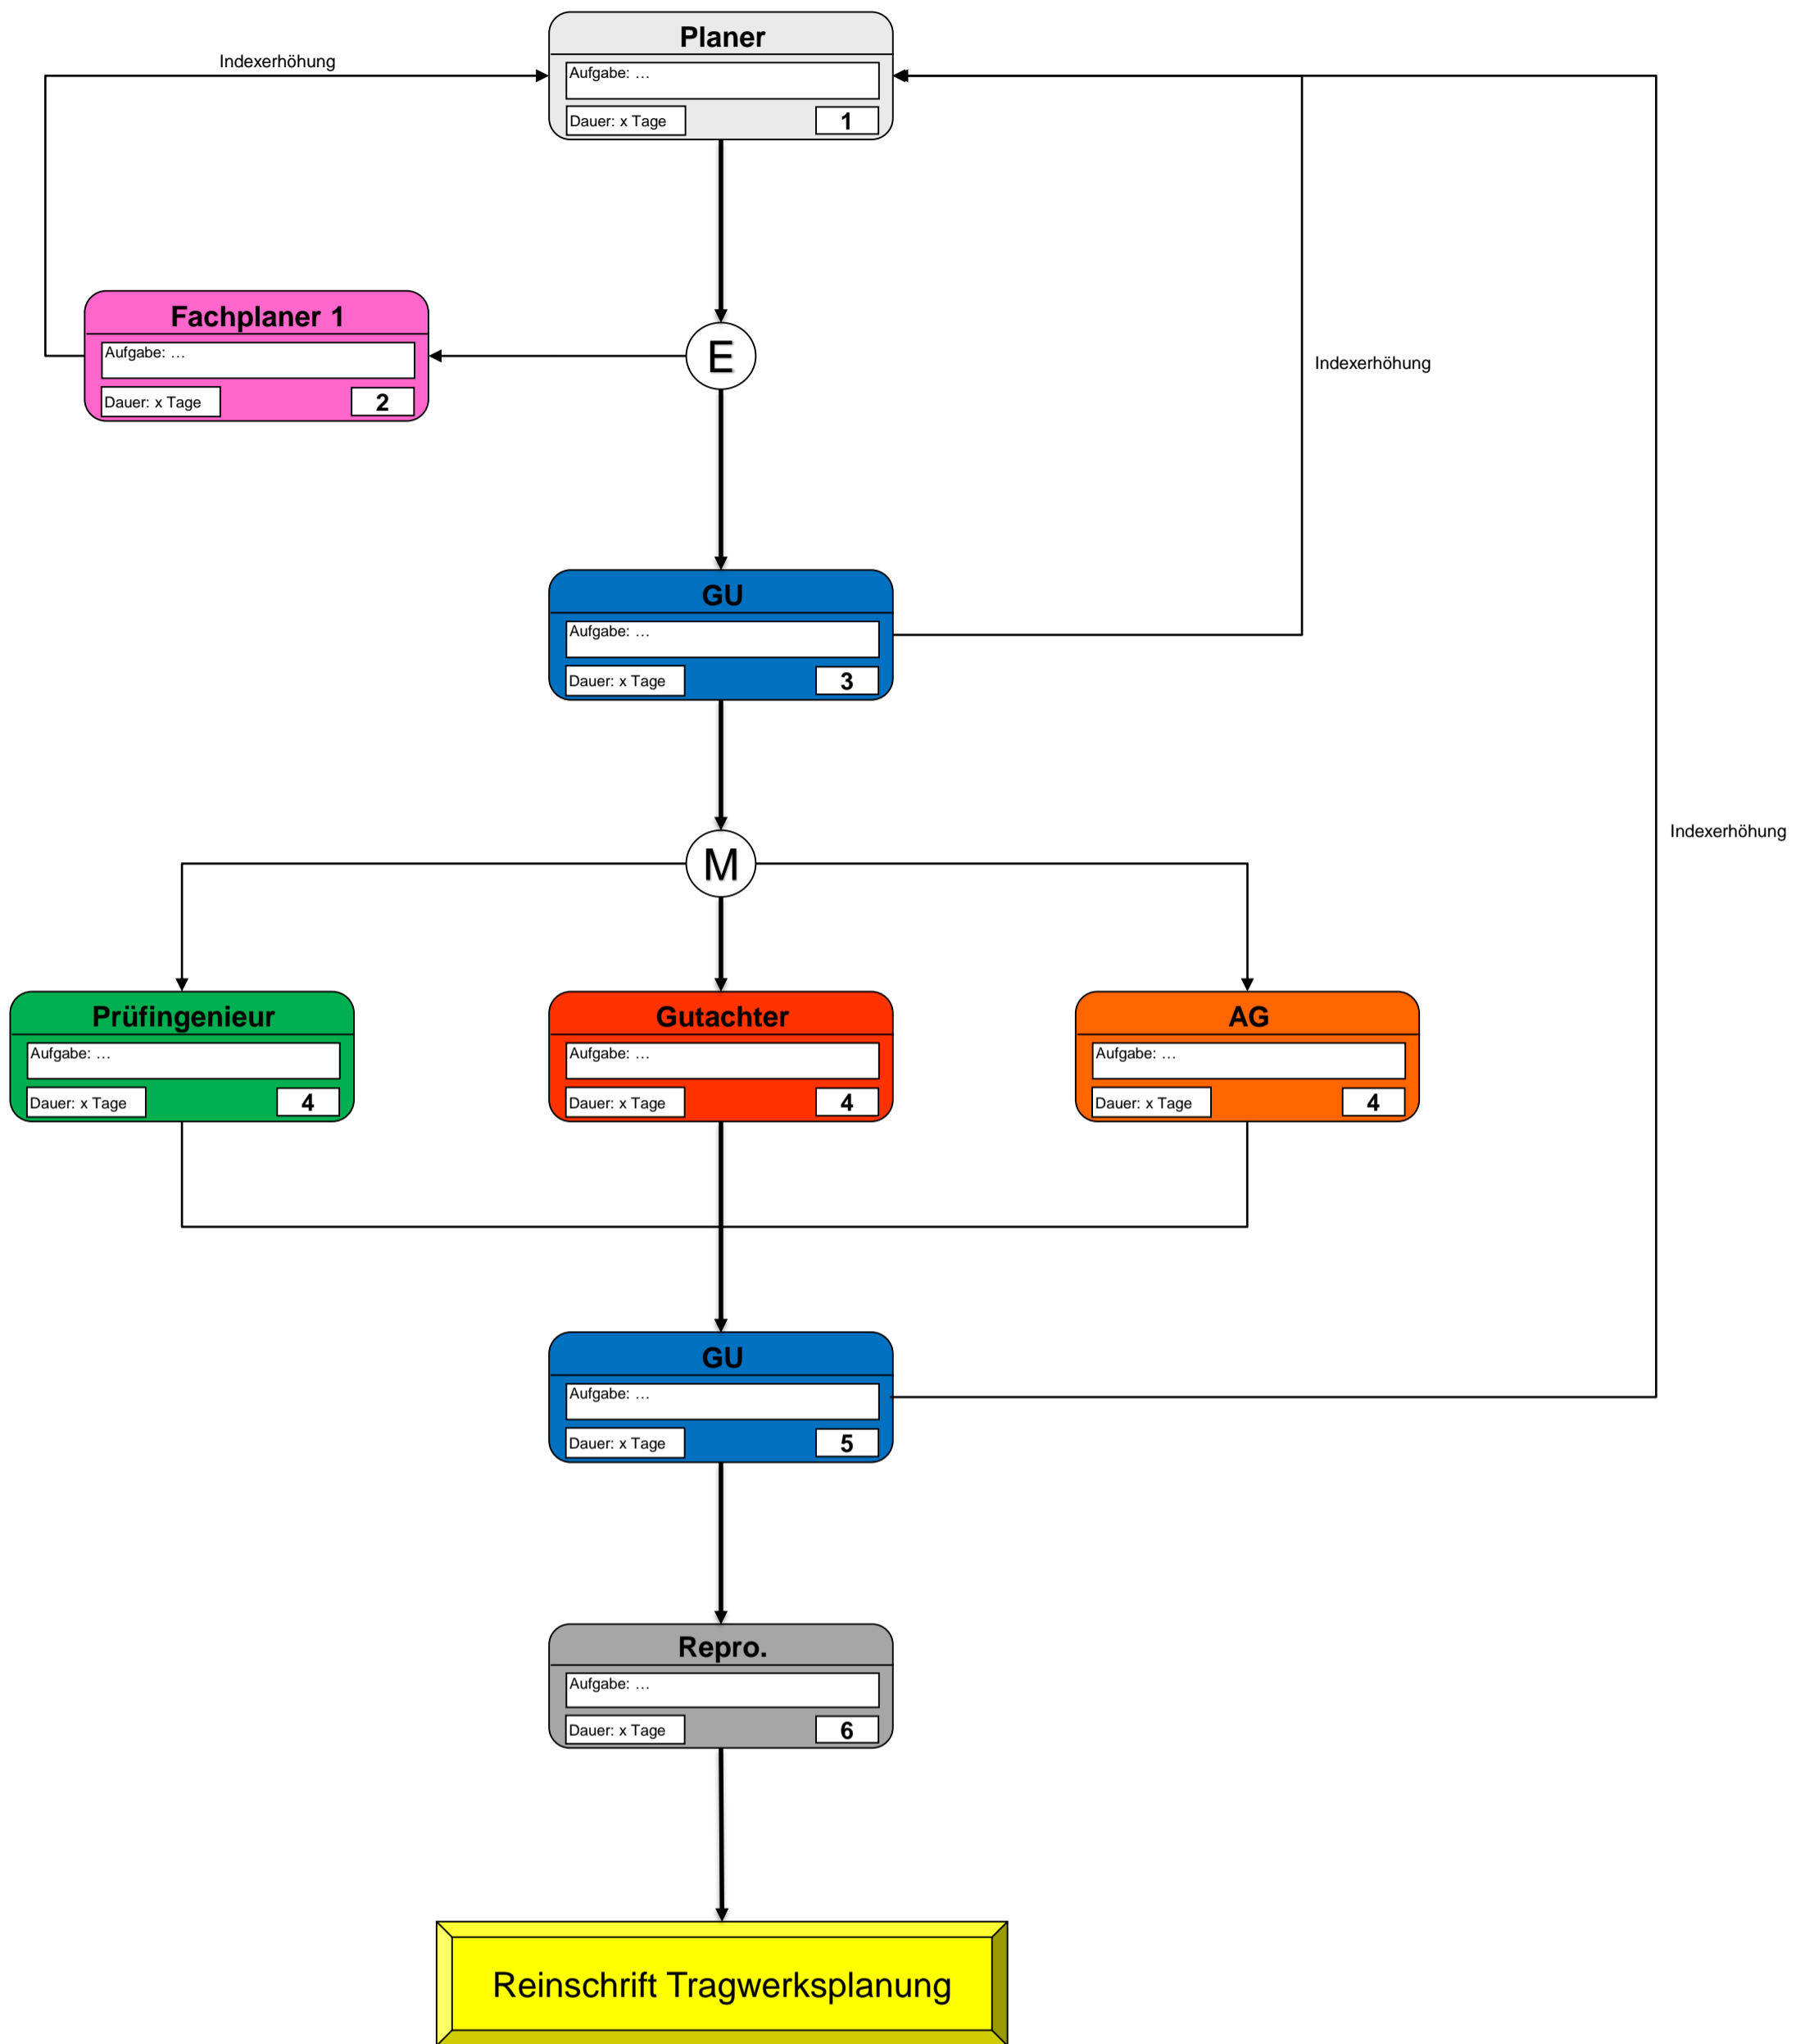 Planer
Indexerhöhung
Aufgabe: …
Dauer: x Tage
1
Fachplaner 1
Aufgabe: …
Dauer: x Tage
2
E
Indexerhöhung
GU
Aufgabe: …
Dauer: x Tage
3
Indexerhöhung
M
Prüfingenieur
Aufgabe: …
Dauer: x Tage
4
Gutachter
Aufgabe: …
Dauer: x Tage
4
AG
Aufgabe: …
Dauer: x Tage
4
GU
Aufgabe: …
Dauer: x Tage
5
Repro.
Aufgabe: …
Dauer: x Tage
6
Reinschrift Tragwerksplanung